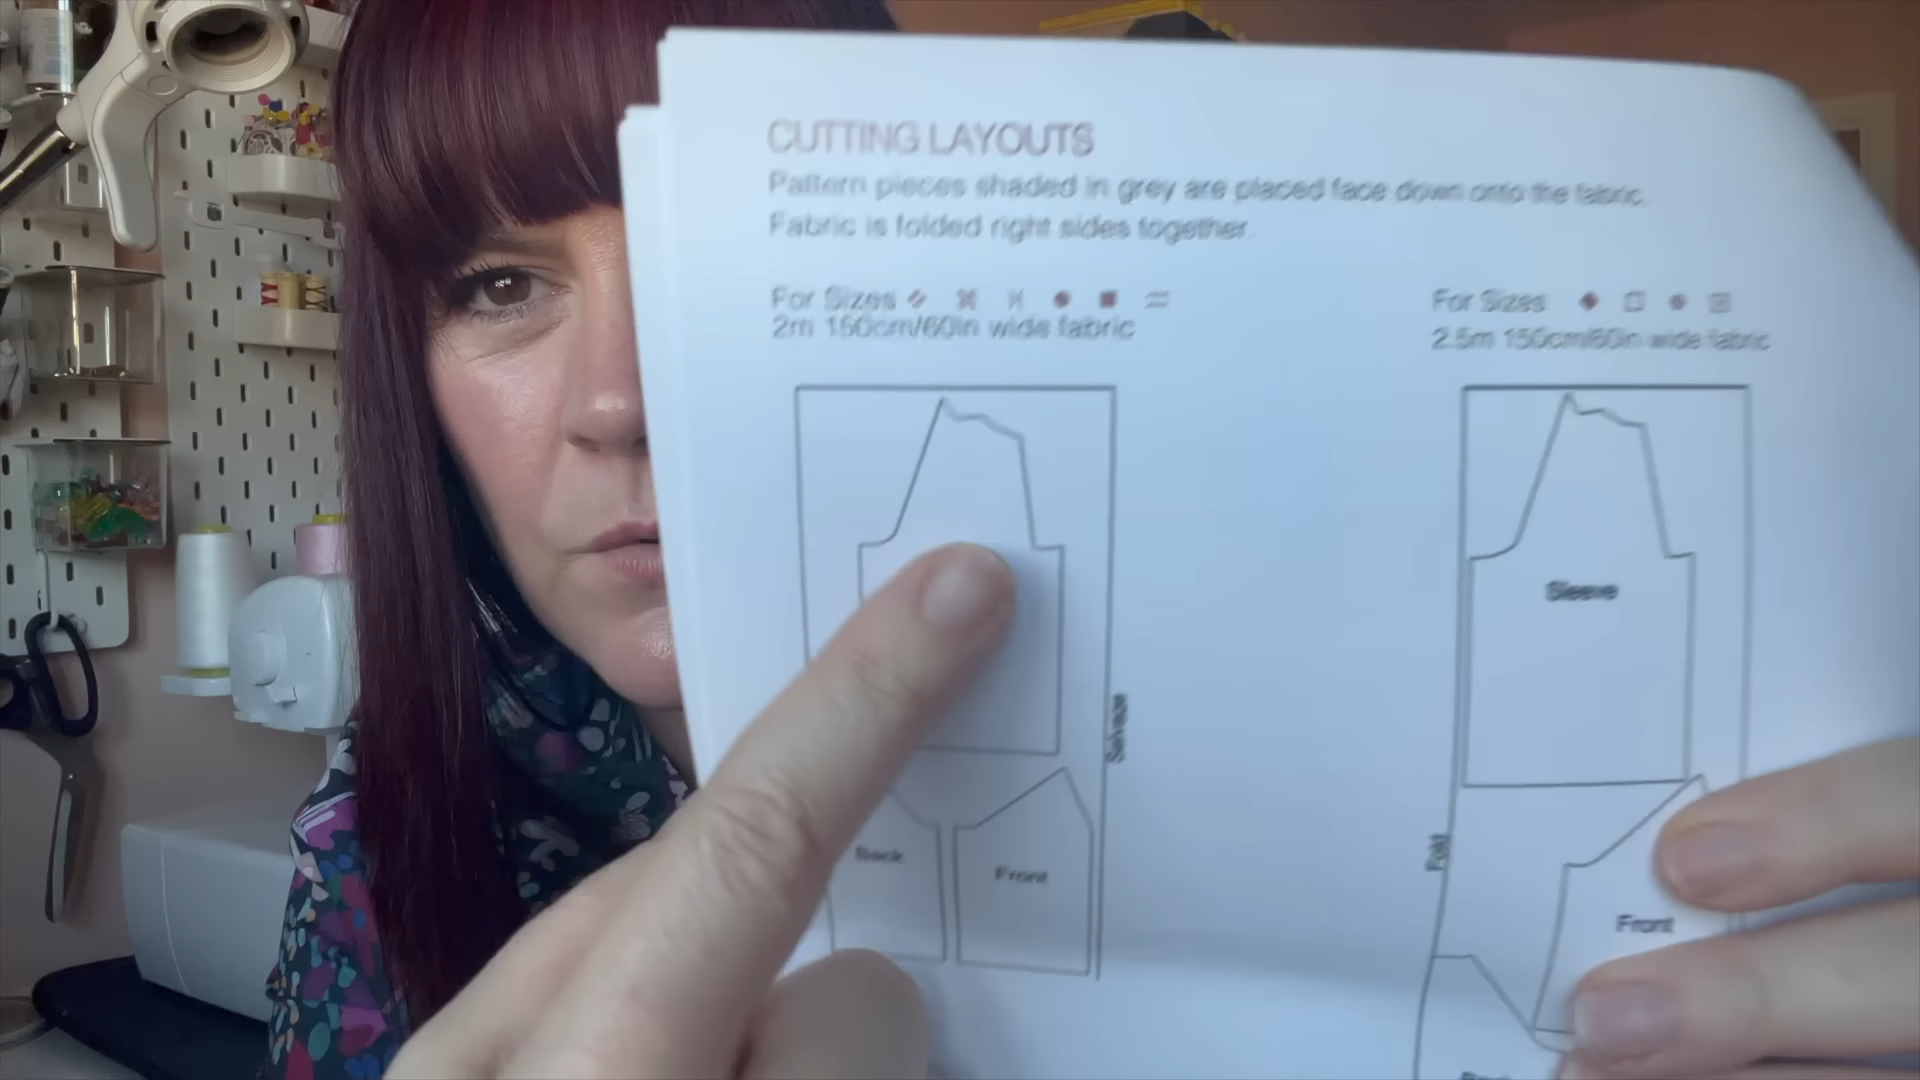 CUTTING LAYOUTS
Pattern pieces shaded in grey are placed face down onto the fabric.
Fabric is folded right sides together.
For Sizes
2m 150cm/60in wide fabric
Selvage
Back
Front
For Sizes
2.5m 150cm/60in wide fabric
Sleeve
Fold
Front